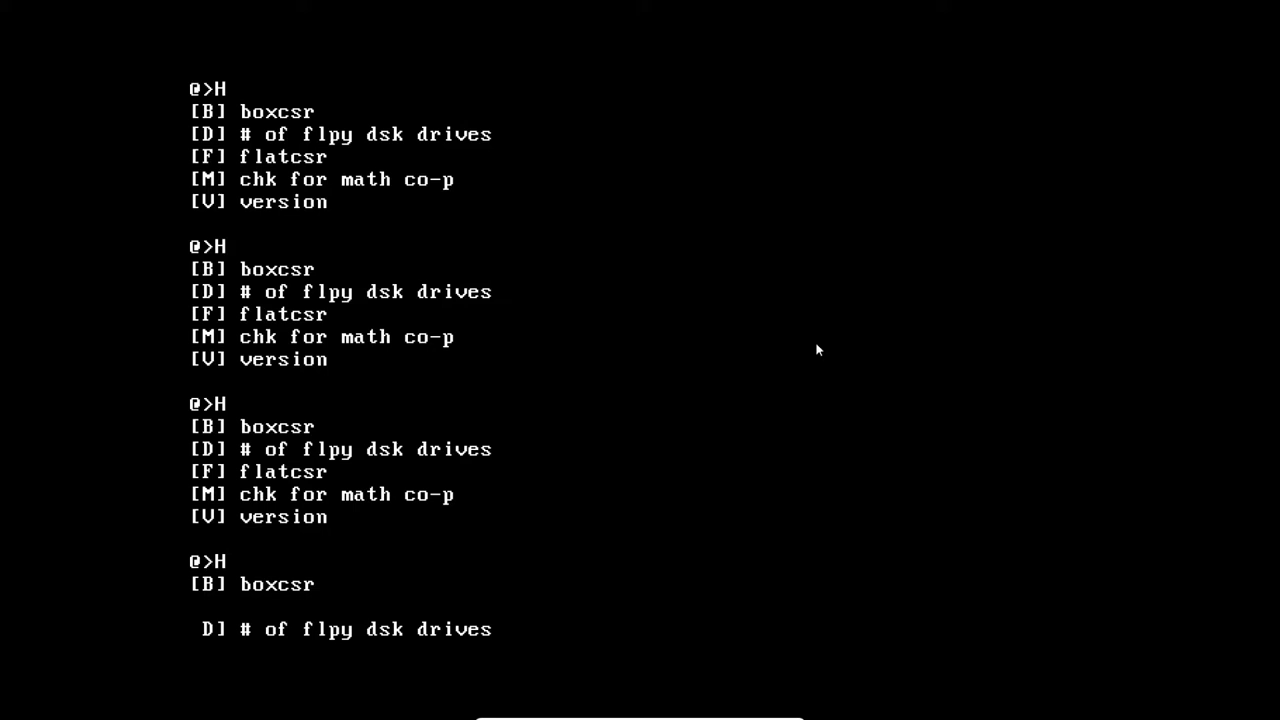 @>H
[B] boxcsr
[D] # of flpy dsk drives
[F] flatcsr
[M] chk for math co-p
[V] version
@>H
[B] boxcsr
[D] # of flpy dsk drives
[F] flatcsr
[M] chk for math co-p
[V] version
@>H
[B] boxcsr
[D] # of flpy dsk drives
[F] flatcsr
[M] chk for math co-p
[V] version
@>H
[B] boxcsr
D] # of flpy dsk drives